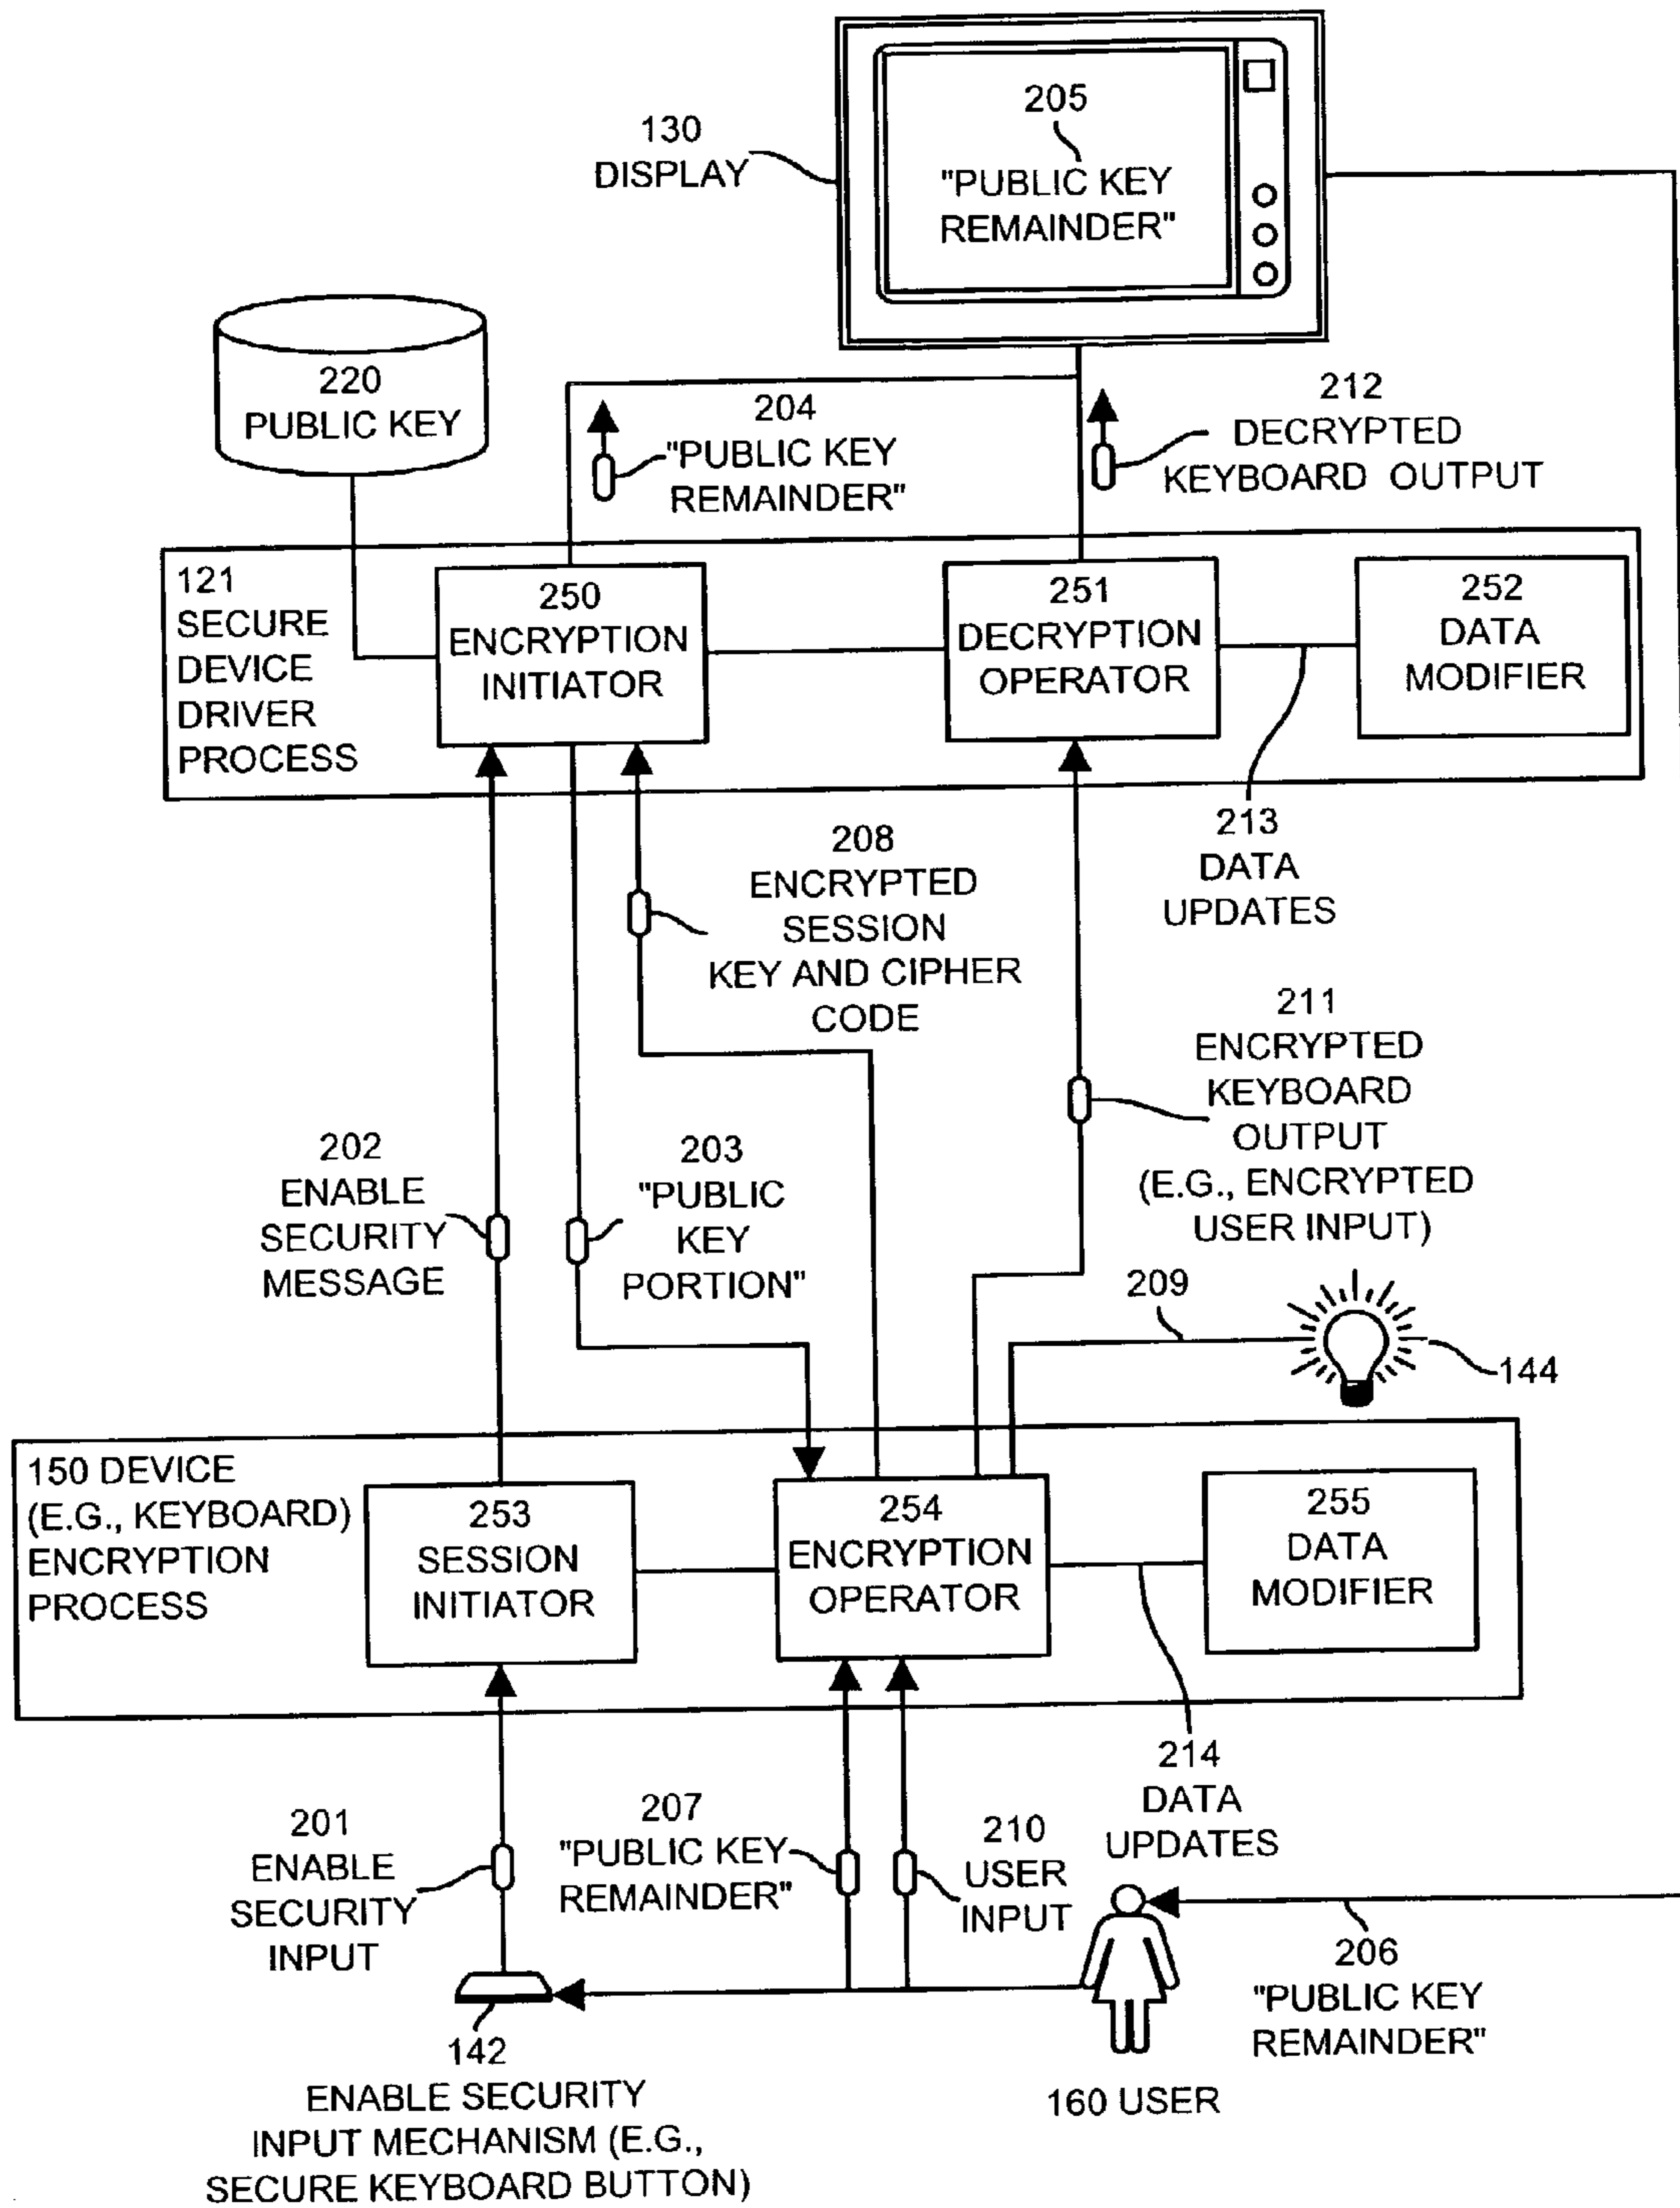 205
"PUBLIC KEY
REMAINDER"
130
DISPLAY
220
PUBLIC KEY
204
"PUBLIC KEY
REMAINDER"
212
DECRYPTED
KEYBOARD OUTPUT
121
SECURE
DEVICE
DRIVER
PROCESS
250
ENCRYPTION
INITIATOR
251
DECRYPTION
OPERATOR
252
DATA
MODIFIER
213
DATA
UPDATES
208
ENCRYPTED
SESSION
KEY AND CIPHER
CODE
211
ENCRYPTED
KEYBOARD
OUTPUT
(E.G., ENCRYPTED
USER INPUT)
202
ENABLE
SECURITY
MESSAGE
203
"PUBLIC
KEY
PORTION"
209
144
150 DEVICE
(E.G., KEYBOARD)
ENCRYPTION
PROCESS
253
SESSION
INITIATOR
254
ENCRYPTION
OPERATOR
255
DATA
MODIFIER
214
DATA
UPDATES
201
ENABLE
SECURITY
INPUT
207
"PUBLIC KEY
REMAINDER"
210
USER
INPUT
206
"PUBLIC KEY
REMAINDER"
142
ENABLE SECURITY
INPUT MECHANISM (E.G.,
SECURE KEYBOARD BUTTON)
160 USER